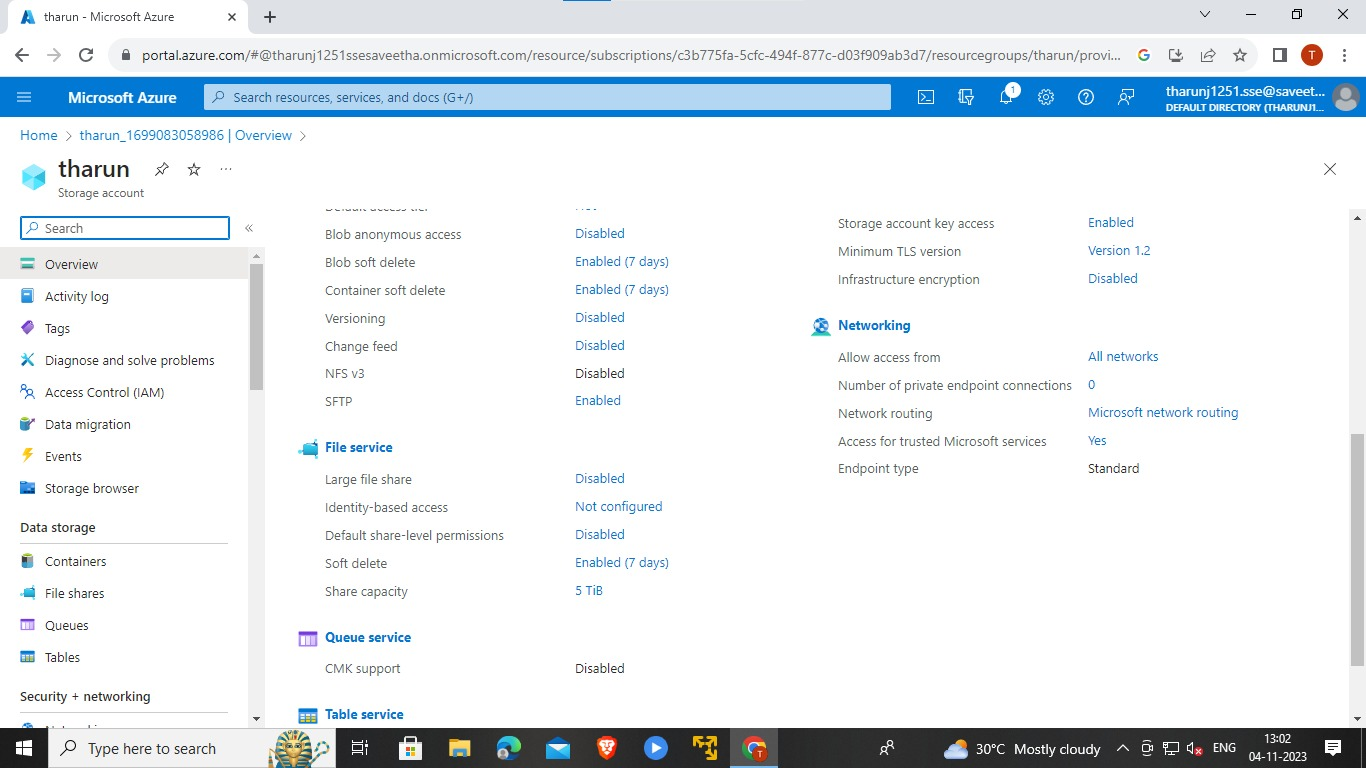 tharun - Microsoft Azure
portal.azure.com/#@tharunj1251ssesaveetha.onmicrosoft.com/resource/subscriptions/c3b775fa-5cfc-494f-877c-d03f909ab3d7/resourcegroups/tharun/provi...
T
Microsoft Azure
Search resources, services, and docs (G+/)
1
tharunj1251.sse@saveet...
DEFAULT DIRECTORY (THARUNJ1...
Home > tharun_1699083058986 | Overview >
tharun
Storage account
Search
Overview
Activity log
Tags
Diagnose and solve problems
Access Control (IAM)
Data migration
Events
Storage browser
Data storage
Containers
File shares
Queues
Tables
Security + networking
Default access tier Hot
Blob anonymous access Disabled
Blob soft delete Enabled (7 days)
Container soft delete Enabled (7 days)
Versioning Disabled
Change feed Disabled
NFS v3 Disabled
SFTP Enabled
File service
Large file share Disabled
Identity-based access Not configured
Default share-level permissions Disabled
Soft delete Enabled (7 days)
Share capacity 5 TiB
Queue service
CMK support Disabled
Table service
Storage account key access Enabled
Minimum TLS version Version 1.2
Infrastructure encryption Disabled
Networking
Allow access from All networks
Number of private endpoint connections 0
Network routing Microsoft network routing
Access for trusted Microsoft services Yes
Endpoint type Standard
Type here to search
T
30°C Mostly cloudy
ENG
13:02
04-11-2023